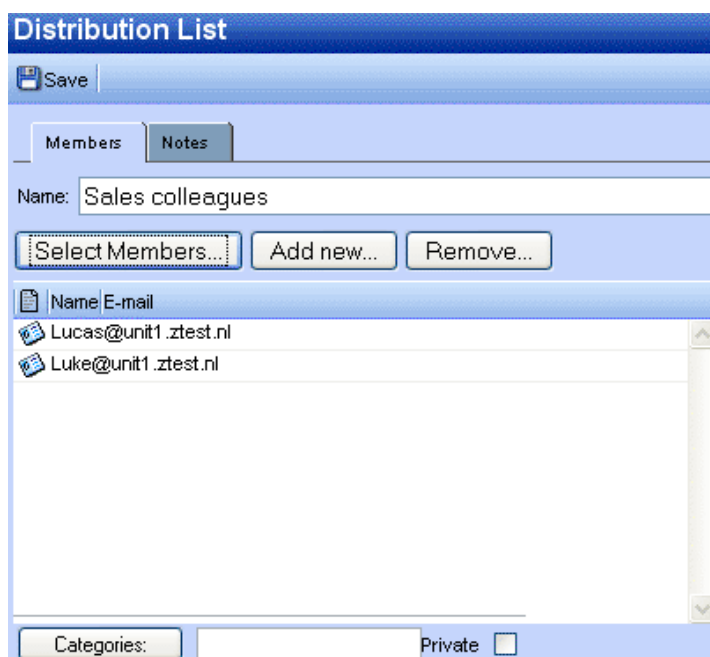 Distribution List
Save
Members Notes
Name: Sales colleagues
Select Members... Add new... Remove...
Name E-mail
Lucas@unit1.ztest.nl
Luke@unit1.ztest.nl
Categories: Private